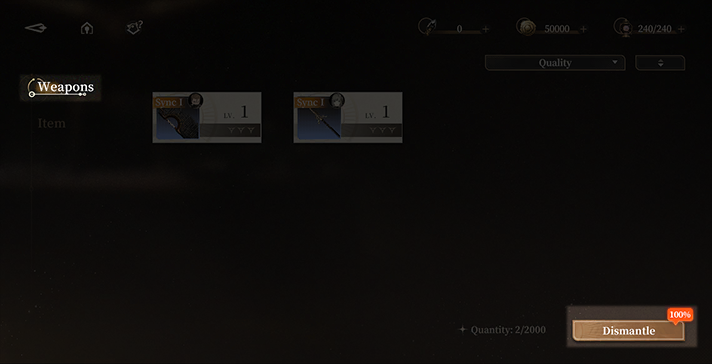 0
50000
240/240
Quality
Weapons
Item
Sync I
LV. 1
Sync I
LV. 1
100%
Quantity: 2/2000
Dismantle